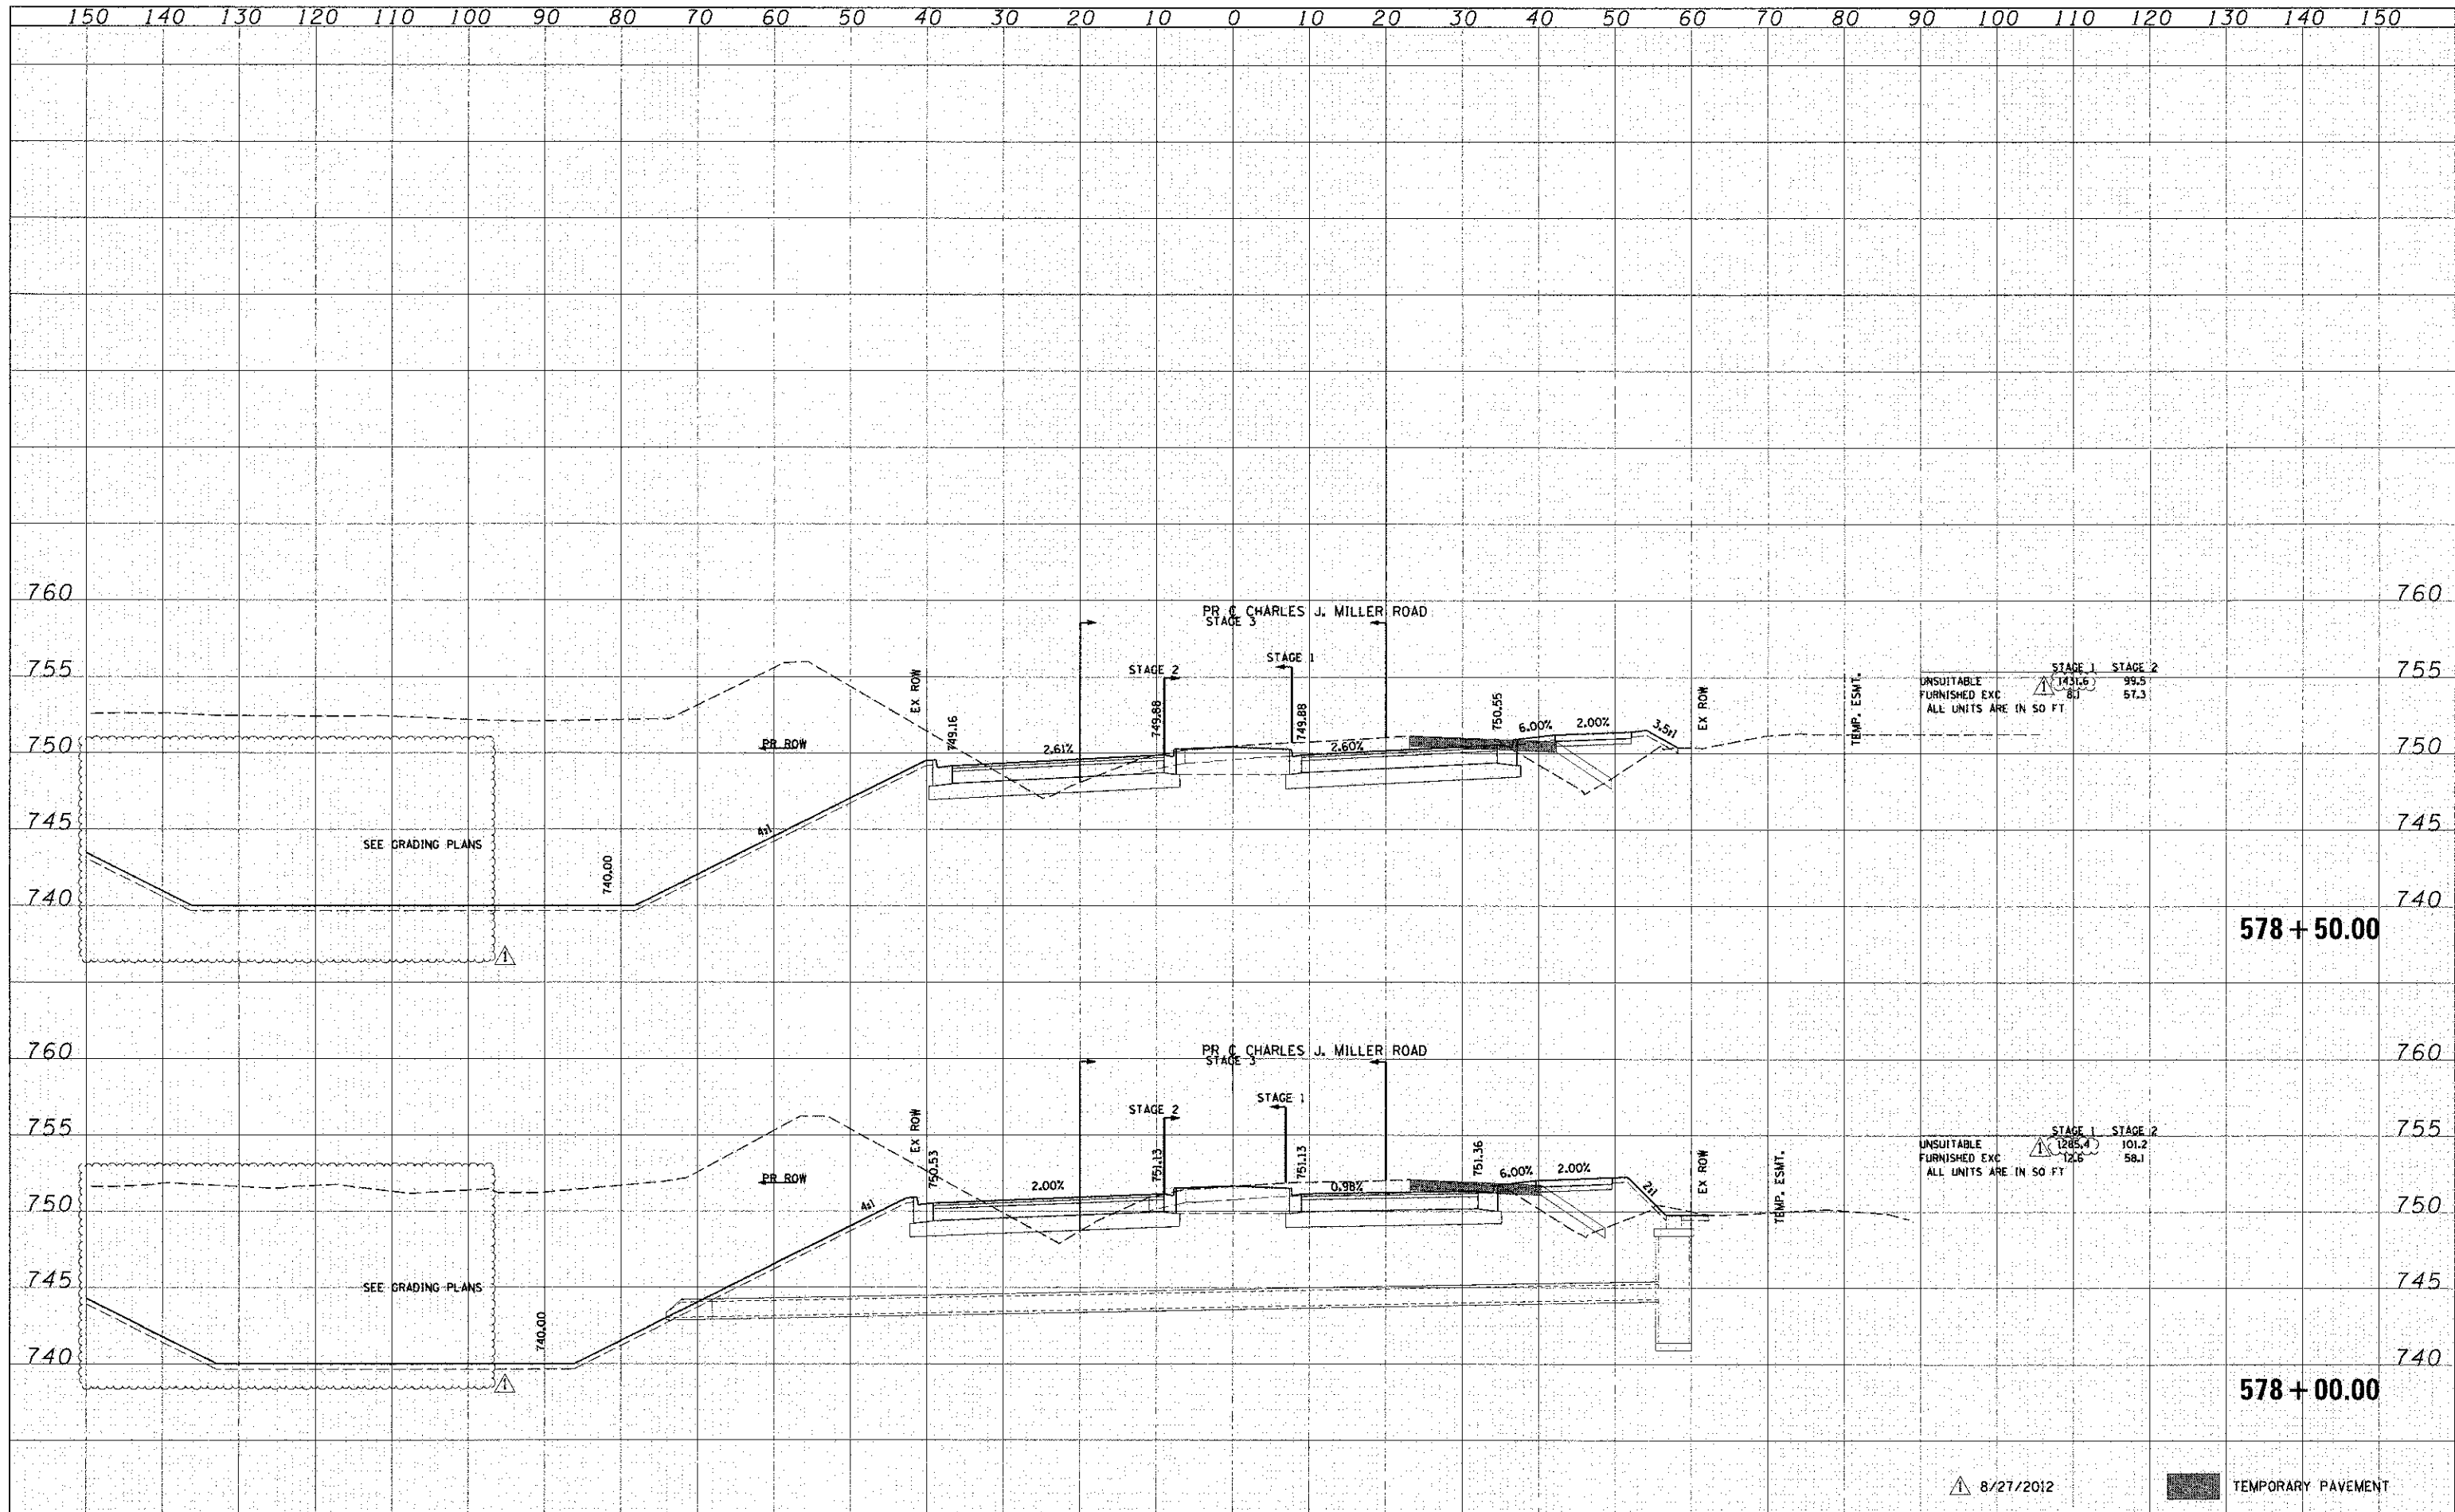 150 140 130 120 110 100 90 80 70 60 50 40 30 20 10 0 10 20 30 40 50 60 70 80 90 100 110 120 130 140 150
760 760
PR ℄ CHARLES J. MILLER ROAD
STAGE 3
STAGE 1
STAGE 2
755 755
EX ROW
749.16
749.88
749.88
750.55
6.00%
2.00%
3.5:1
EX ROW
TEMP. ESMT.
STAGE 1 STAGE 2
UNSUITABLE 1 1431.6 99.5
FURNISHED EXC 8.1 57.3
ALL UNITS ARE IN SQ FT
PR ROW
2.61%
2.60%
750 750
745 745
4:1
SEE GRADING PLANS
740.00
740 740
578+50.00
1
760 760
PR ℄ CHARLES J. MILLER ROAD
STAGE 3
STAGE 1
STAGE 2
755 755
EX ROW
750.53
751.13
751.13
751.36
6.00%
2.00%
2:1
EX ROW
TEMP. ESMT.
STAGE 1 STAGE 2
UNSUITABLE 1 1285.4 101.2
FURNISHED EXC 12.6 58.1
ALL UNITS ARE IN SQ FT
PR ROW
2.00%
0.98%
4:1
750 750
745 745
SEE GRADING PLANS
740.00
740 740
1
578+00.00
1 8/27/2012
TEMPORARY PAVEMENT